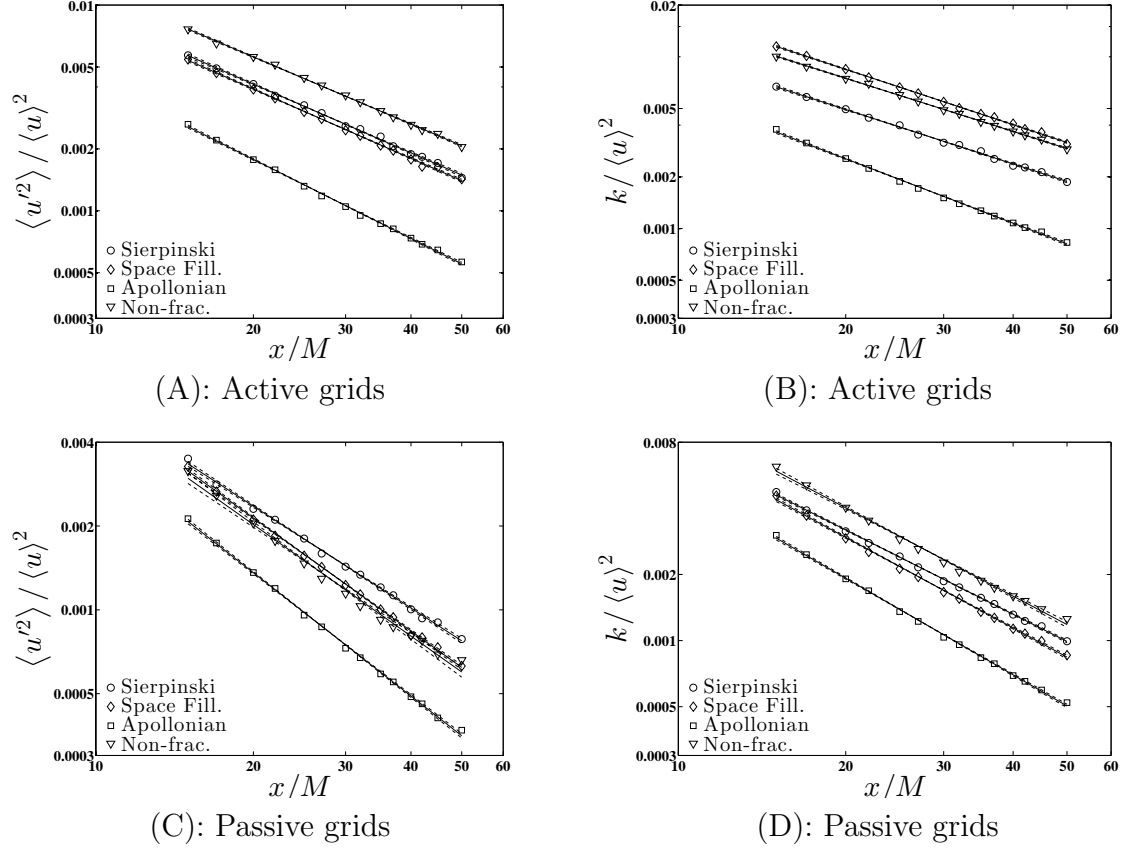 0.01
0.005
0.002
0.001
0.0005
0.0003
⟨u′²⟩ / ⟨u⟩²
Sierpinski
Space Fill.
Apollonian
Non-frac.
10 20 30 40 50 60
x/M
(A): Active grids
0.02
0.005
0.002
0.001
0.0005
0.0003
k/ ⟨u⟩²
Sierpinski
Space Fill.
Apollonian
Non-frac.
10 20 30 40 50 60
x/M
(B): Active grids
0.004
0.002
0.001
0.0005
0.0003
⟨u′²⟩ / ⟨u⟩²
Sierpinski
Space Fill.
Apollonian
Non-frac.
10 20 30 40 50 60
x/M
(C): Passive grids
0.008
0.002
0.001
0.0005
0.0003
k/ ⟨u⟩²
Sierpinski
Space Fill.
Apollonian
Non-frac.
10 20 30 40 50 60
x/M
(D): Passive grids